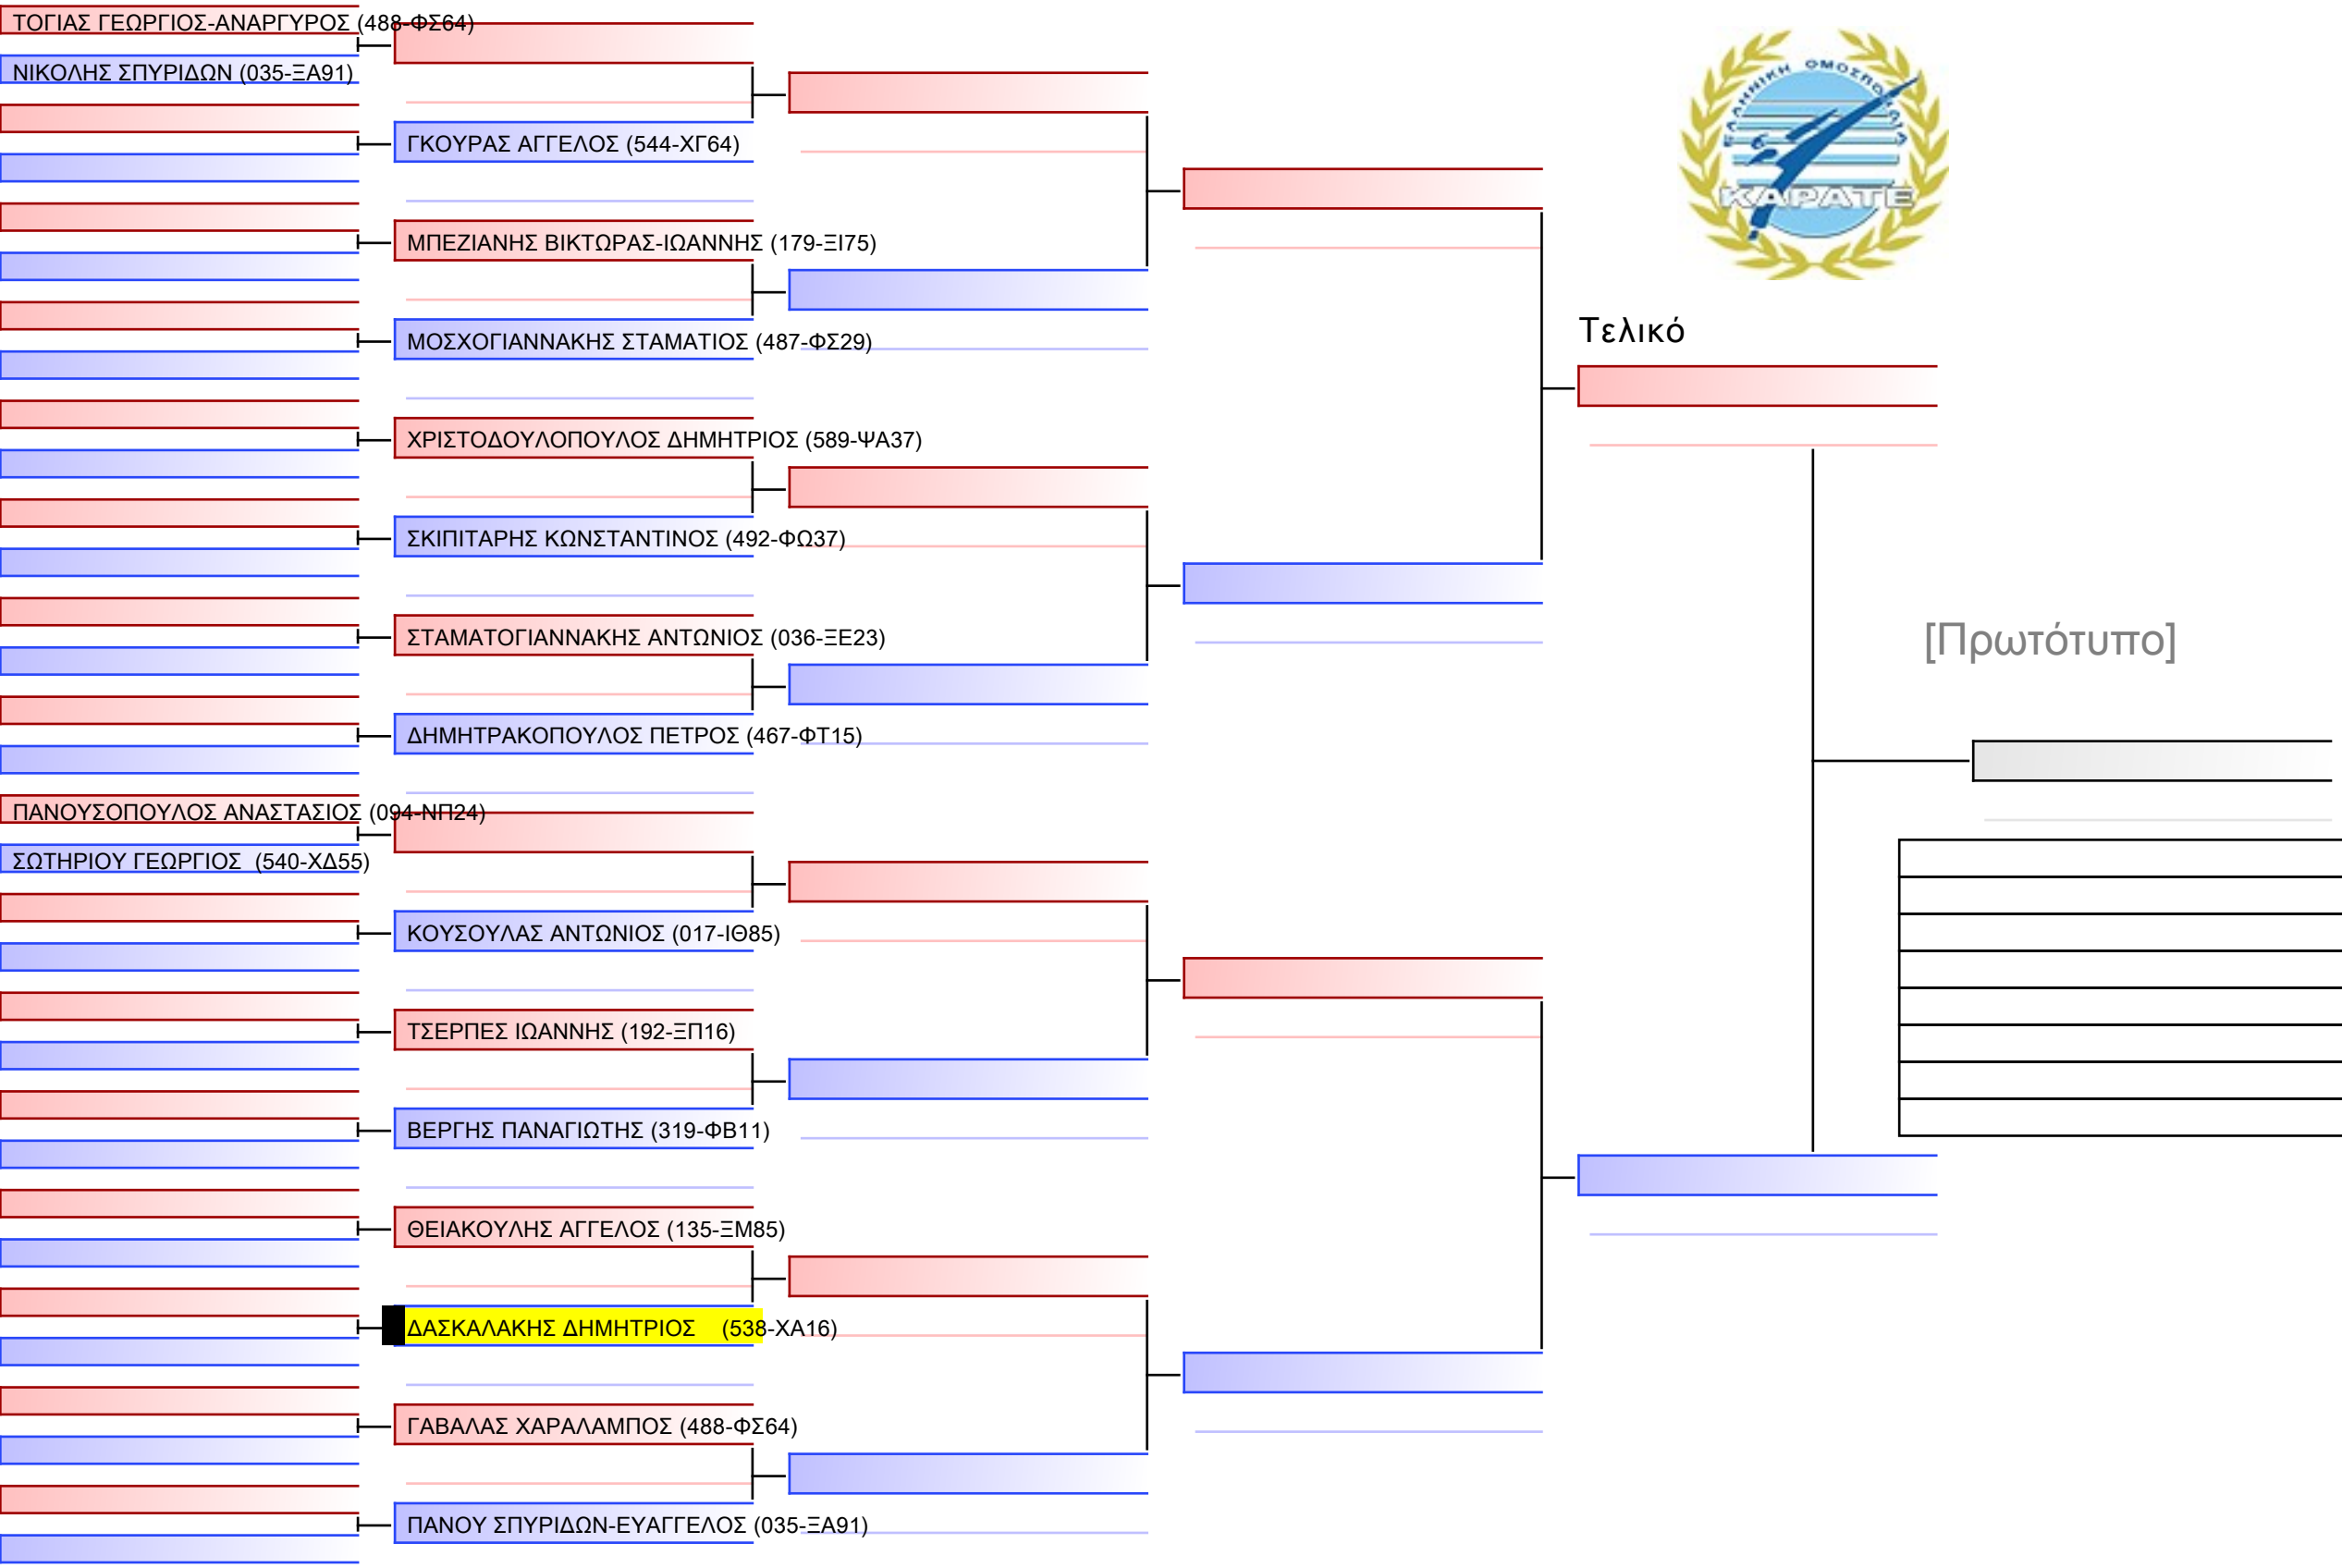 ΤΟΓΙΑΣ ΓΕΩΡΓΙΟΣ-ΑΝΑΡΓΥΡΟΣ (488-ΦΣ64)
ΝΙΚΟΛΗΣ ΣΠΥΡΙΔΩΝ (035-ΞΑ91)
ΓΚΟΥΡΑΣ ΑΓΓΕΛΟΣ (544-ΧΓ64)
ΜΠΕΖΙΑΝΗΣ ΒΙΚΤΩΡΑΣ-ΙΩΑΝΝΗΣ (179-ΞΙ75)
ΜΟΣΧΟΓΙΑΝΝΑΚΗΣ ΣΤΑΜΑΤΙΟΣ (487-ΦΣ29)
ΧΡΙΣΤΟΔΟΥΛΟΠΟΥΛΟΣ ΔΗΜΗΤΡΙΟΣ (589-ΨΑ37)
ΣΚΙΠΙΤΑΡΗΣ ΚΩΝΣΤΑΝΤΙΝΟΣ (492-ΦΩ37)
ΣΤΑΜΑΤΟΓΙΑΝΝΑΚΗΣ ΑΝΤΩΝΙΟΣ (036-ΞΕ23)
ΔΗΜΗΤΡΑΚΟΠΟΥΛΟΣ ΠΕΤΡΟΣ (467-ΦΤ15)
ΠΑΝΟΥΣΟΠΟΥΛΟΣ ΑΝΑΣΤΑΣΙΟΣ (094-ΝΠ24)
ΣΩΤΗΡΙΟΥ ΓΕΩΡΓΙΟΣ (540-ΧΔ55)
ΚΟΥΣΟΥΛΑΣ ΑΝΤΩΝΙΟΣ (017-ΙΘ85)
ΤΣΕΡΠΕΣ ΙΩΑΝΝΗΣ (192-ΞΠ16)
ΒΕΡΓΗΣ ΠΑΝΑΓΙΩΤΗΣ (319-ΦΒ11)
ΘΕΙΑΚΟΥΛΗΣ ΑΓΓΕΛΟΣ (135-ΞΜ85)
ΔΑΣΚΑΛΑΚΗΣ ΔΗΜΗΤΡΙΟΣ (538-ΧΑ16)
ΓΑΒΑΛΑΣ ΧΑΡΑΛΑΜΠΟΣ (488-ΦΣ64)
ΠΑΝΟΥ ΣΠΥΡΙΔΩΝ-ΕΥΑΓΓΕΛΟΣ (035-ΞΑ91)
ΕΛΛΗΝΙΚΗ ΟΜΟΣΠΟΝΔΙΑ
ΚΑΡΑΤΕ
Τελικό
[Πρωτότυπο]